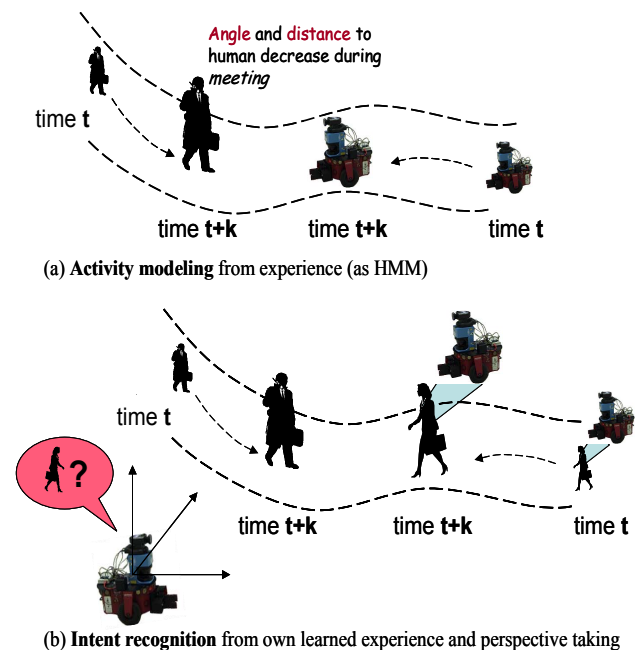 Angle and distance to
human decrease during
meeting
time t
time t+k
time t+k
time t
(a) Activity modeling from experience (as HMM)
time t
?
time t+k
time t+k
time t
(b) Intent recognition from own learned experience and perspective taking